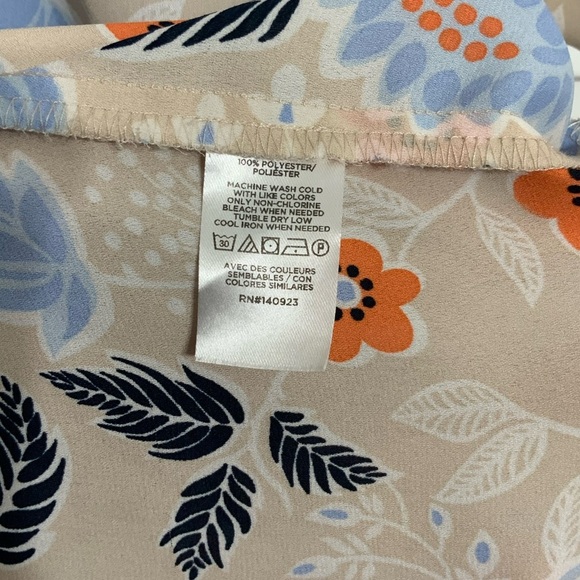 100% POLYESTER/
POLIÉSTER
MACHINE WASH COLD
WITH LIKE COLORS
ONLY NON-CHLORINE
BLEACH WHEN NEEDED
TUMBLE DRY LOW
COOL IRON WHEN NEEDED
30 P
AVEC DES COULEURS
SEMBLABLES / CON
COLORES SIMILARES
RN#140923